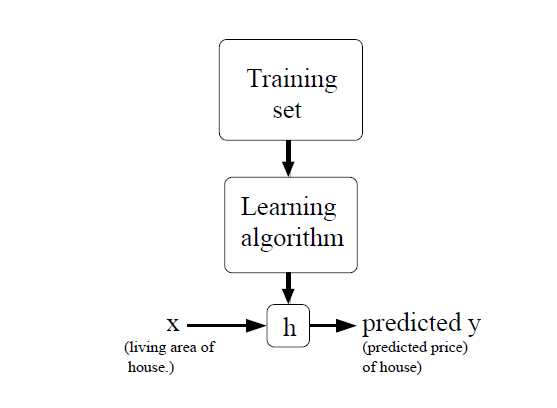 Training
set
Learning
algorithm
x
h
predicted y
(living area of
house.)
(predicted price)
of house)